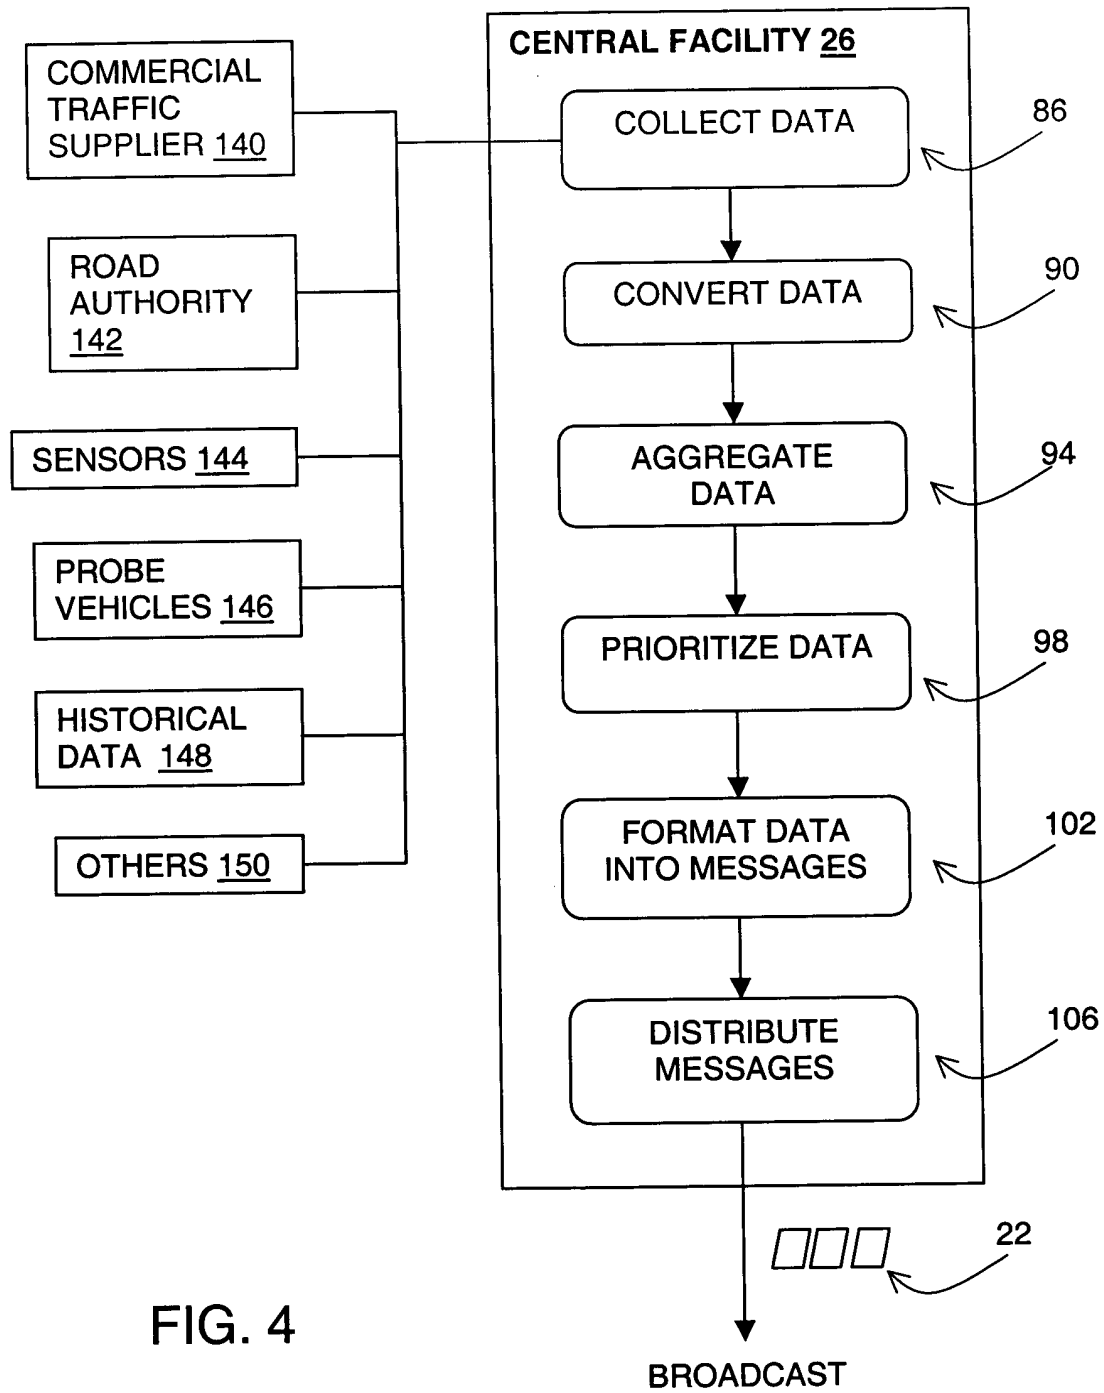 COMMERCIAL
TRAFFIC
SUPPLIER 140
ROAD
AUTHORITY
142
SENSORS 144
PROBE
VEHICLES 146
HISTORICAL
DATA 148
OTHERS 150
CENTRAL FACILITY 26
COLLECT DATA
86
CONVERT DATA
90
AGGREGATE
DATA
94
PRIORITIZE DATA
98
FORMAT DATA
INTO MESSAGES
102
DISTRIBUTE
MESSAGES
106
22
BROADCAST
FIG. 4